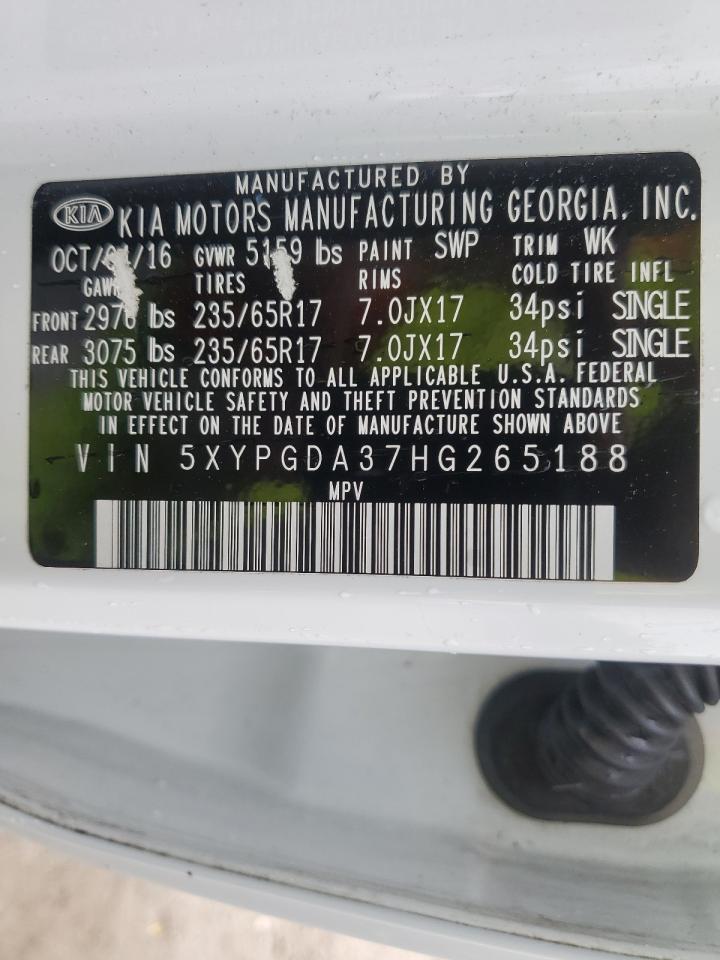 MANUFACTURED BY
KIA KIA MOTORS MANUFACTURING GEORGIA, INC.
GVWR 5159 lbs PAINT SWP TRIM WK
TIRES RIMS COLD TIRE INFL
FRONT lbs 235/65R17 7.0JX17 34psi SINGLE
REAR 3075 lbs 235/65R17 7.0JX17 34psi SINGLE
THIS VEHICLE CONFORMS TO ALL APPLICABLE U.S.A. FEDERAL
MOTOR VEHICLE SAFETY AND THEFT PREVENTION STANDARDS
IN EFFECT ON THE DATE OF MANUFACTURE SHOWN ABOVE
VIN 5XYPGDA37HG265188
MPV